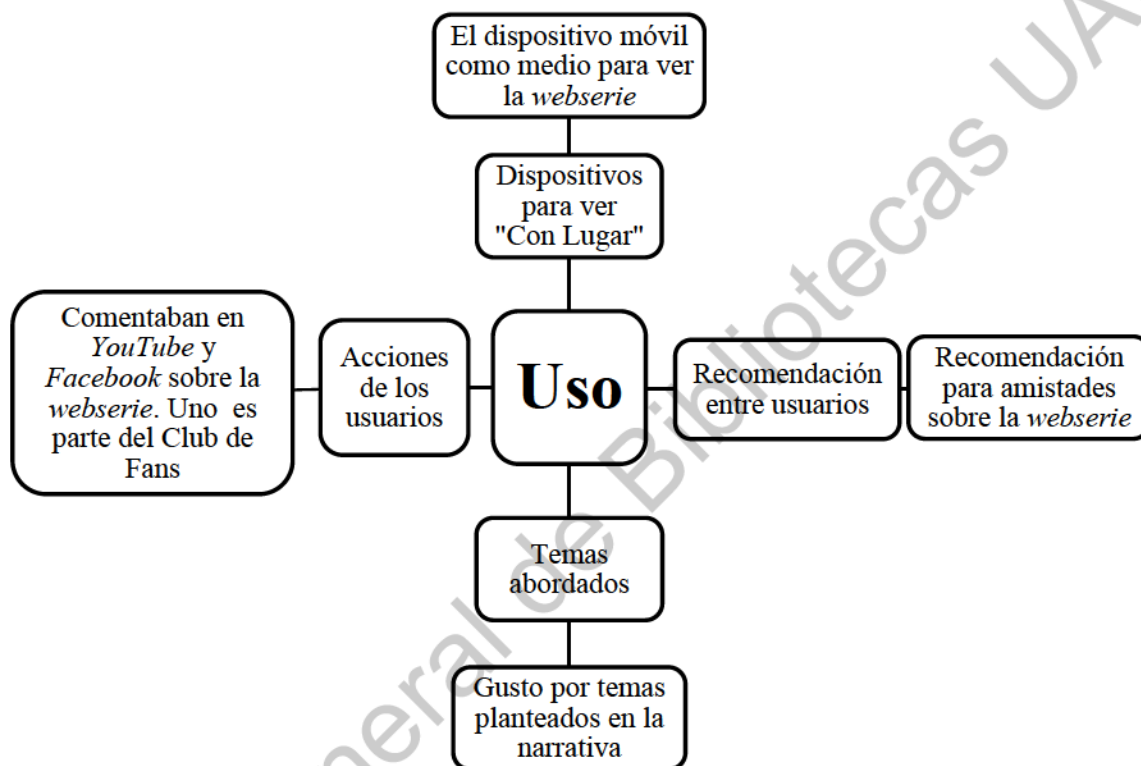 El dispositivo móvil
como medio para ver
la webserie
Dispositivos
para ver
"Con Lugar"
Comentaban en
YouTube y
Facebook sobre la
webserie. Uno es
parte del Club de
Fans
Acciones
de los
usuarios
Uso
Recomendación
entre usuarios
Recomendación
para amistades
sobre la webserie
Temas
abordados
Gusto por temas
planteados en la
narrativa
de Bibliotecas